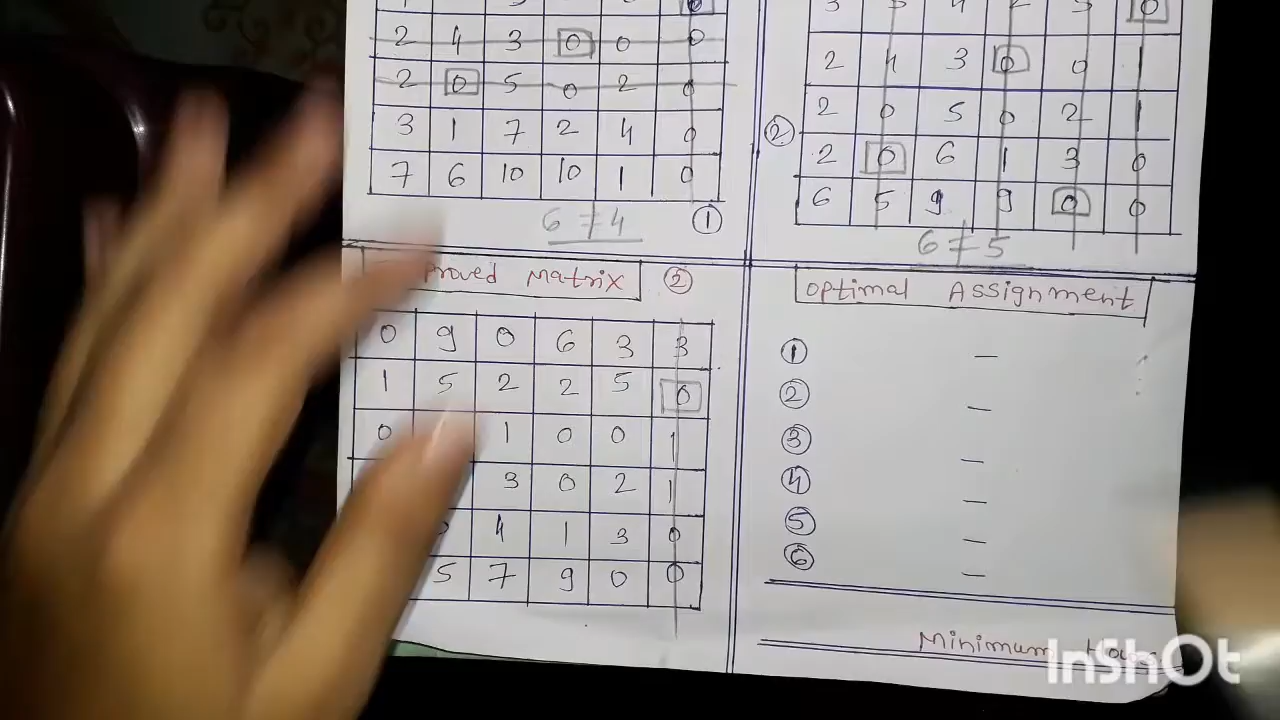 2 4 3 0 0 0
2 0 5 0 2 0
3 1 7 2 4 0
7 6 10 10 1 0
6 ≠ 4 ①
0
2 4 3 0 0 1
2 0 5 0 2 1
②
2 0 6 1 3 0
6 5 9 9 0 0
6 ≠ 5
proved Matrix ②
0 9 0 6 3 3
1 5 2 2 5 0
0 1 0 0 1
3 0 2 1
4 1 3 0
5 7 9 0 0
Optimal Assignment
① —
② —
③ —
④ —
⑤ —
⑥ —
Minimum
InShOt